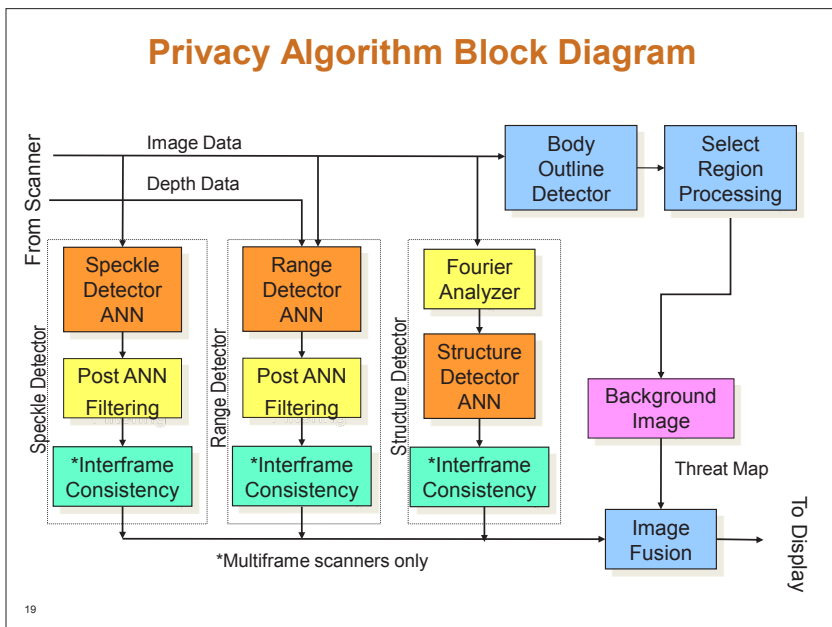 Privacy Algorithm Block Diagram
From Scanner
Image Data
Depth Data
Body
Outline
Detector
Select
Region
Processing
Speckle Detector
Speckle
Detector
ANN
Post ANN
Filtering
*Interframe
Consistency
Range Detector
Range
Detector
ANN
Post ANN
Filtering
*Interframe
Consistency
Structure Detector
Fourier
Analyzer
Structure
Detector
ANN
*Interframe
Consistency
Background
Image
Threat Map
Image
Fusion
To Display
*Multiframe scanners only
19